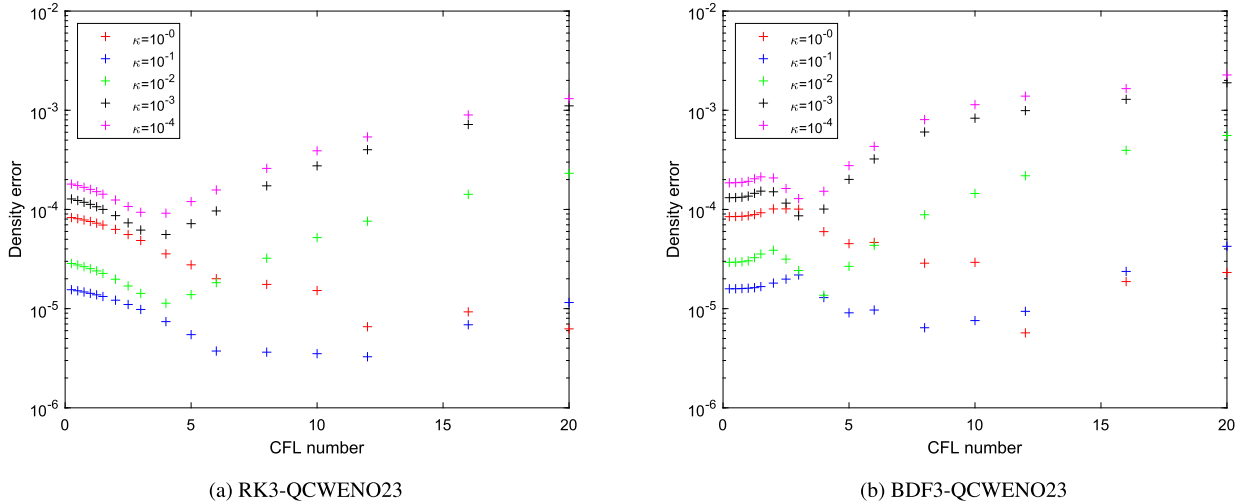 10⁻²
10⁻³
10⁻⁴
10⁻⁵
10⁻⁶
Density error
κ=10⁻⁰
κ=10⁻¹
κ=10⁻²
κ=10⁻³
κ=10⁻⁴
0 5 10 15 20
CFL number
(a) RK3-QCWENO23
10⁻²
10⁻³
10⁻⁴
10⁻⁵
10⁻⁶
Density error
κ=10⁻⁰
κ=10⁻¹
κ=10⁻²
κ=10⁻³
κ=10⁻⁴
0 5 10 15 20
CFL number
(b) BDF3-QCWENO23